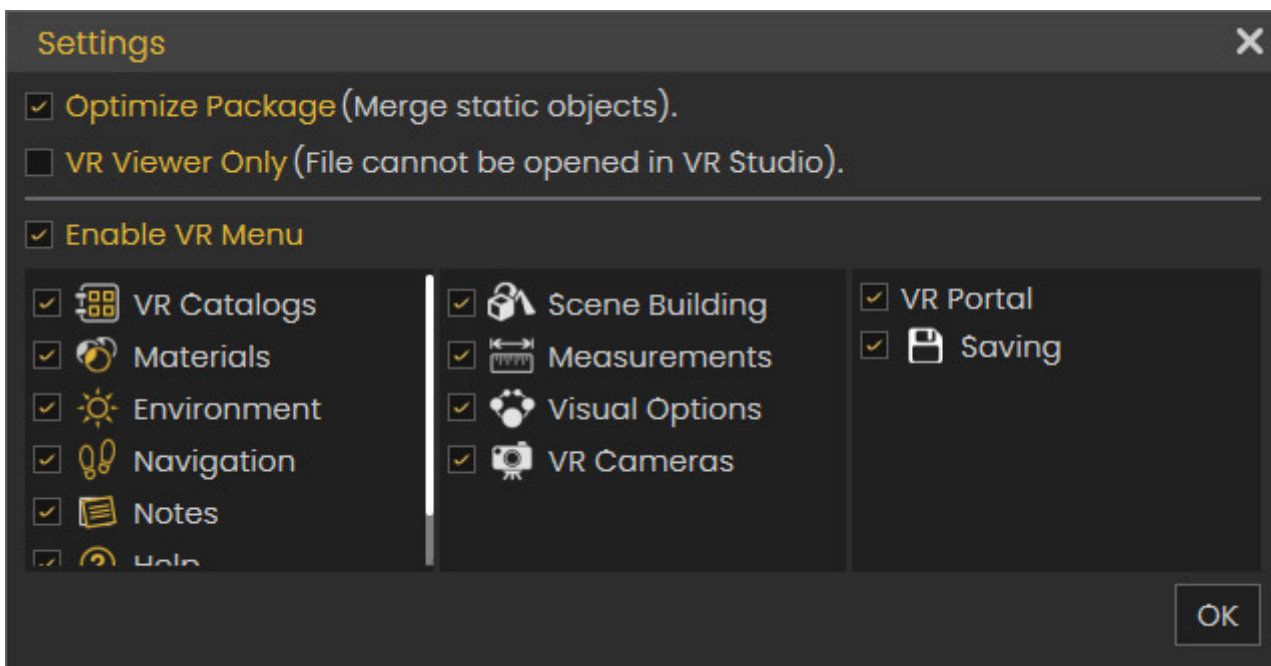 Settings
Optimize Package (Merge static objects).
VR Viewer Only (File cannot be opened in VR Studio).
Enable VR Menu
VR Catalogs
Materials
Environment
Navigation
Notes
Help
Scene Building
Measurements
Visual Options
VR Cameras
VR Portal
Saving
OK